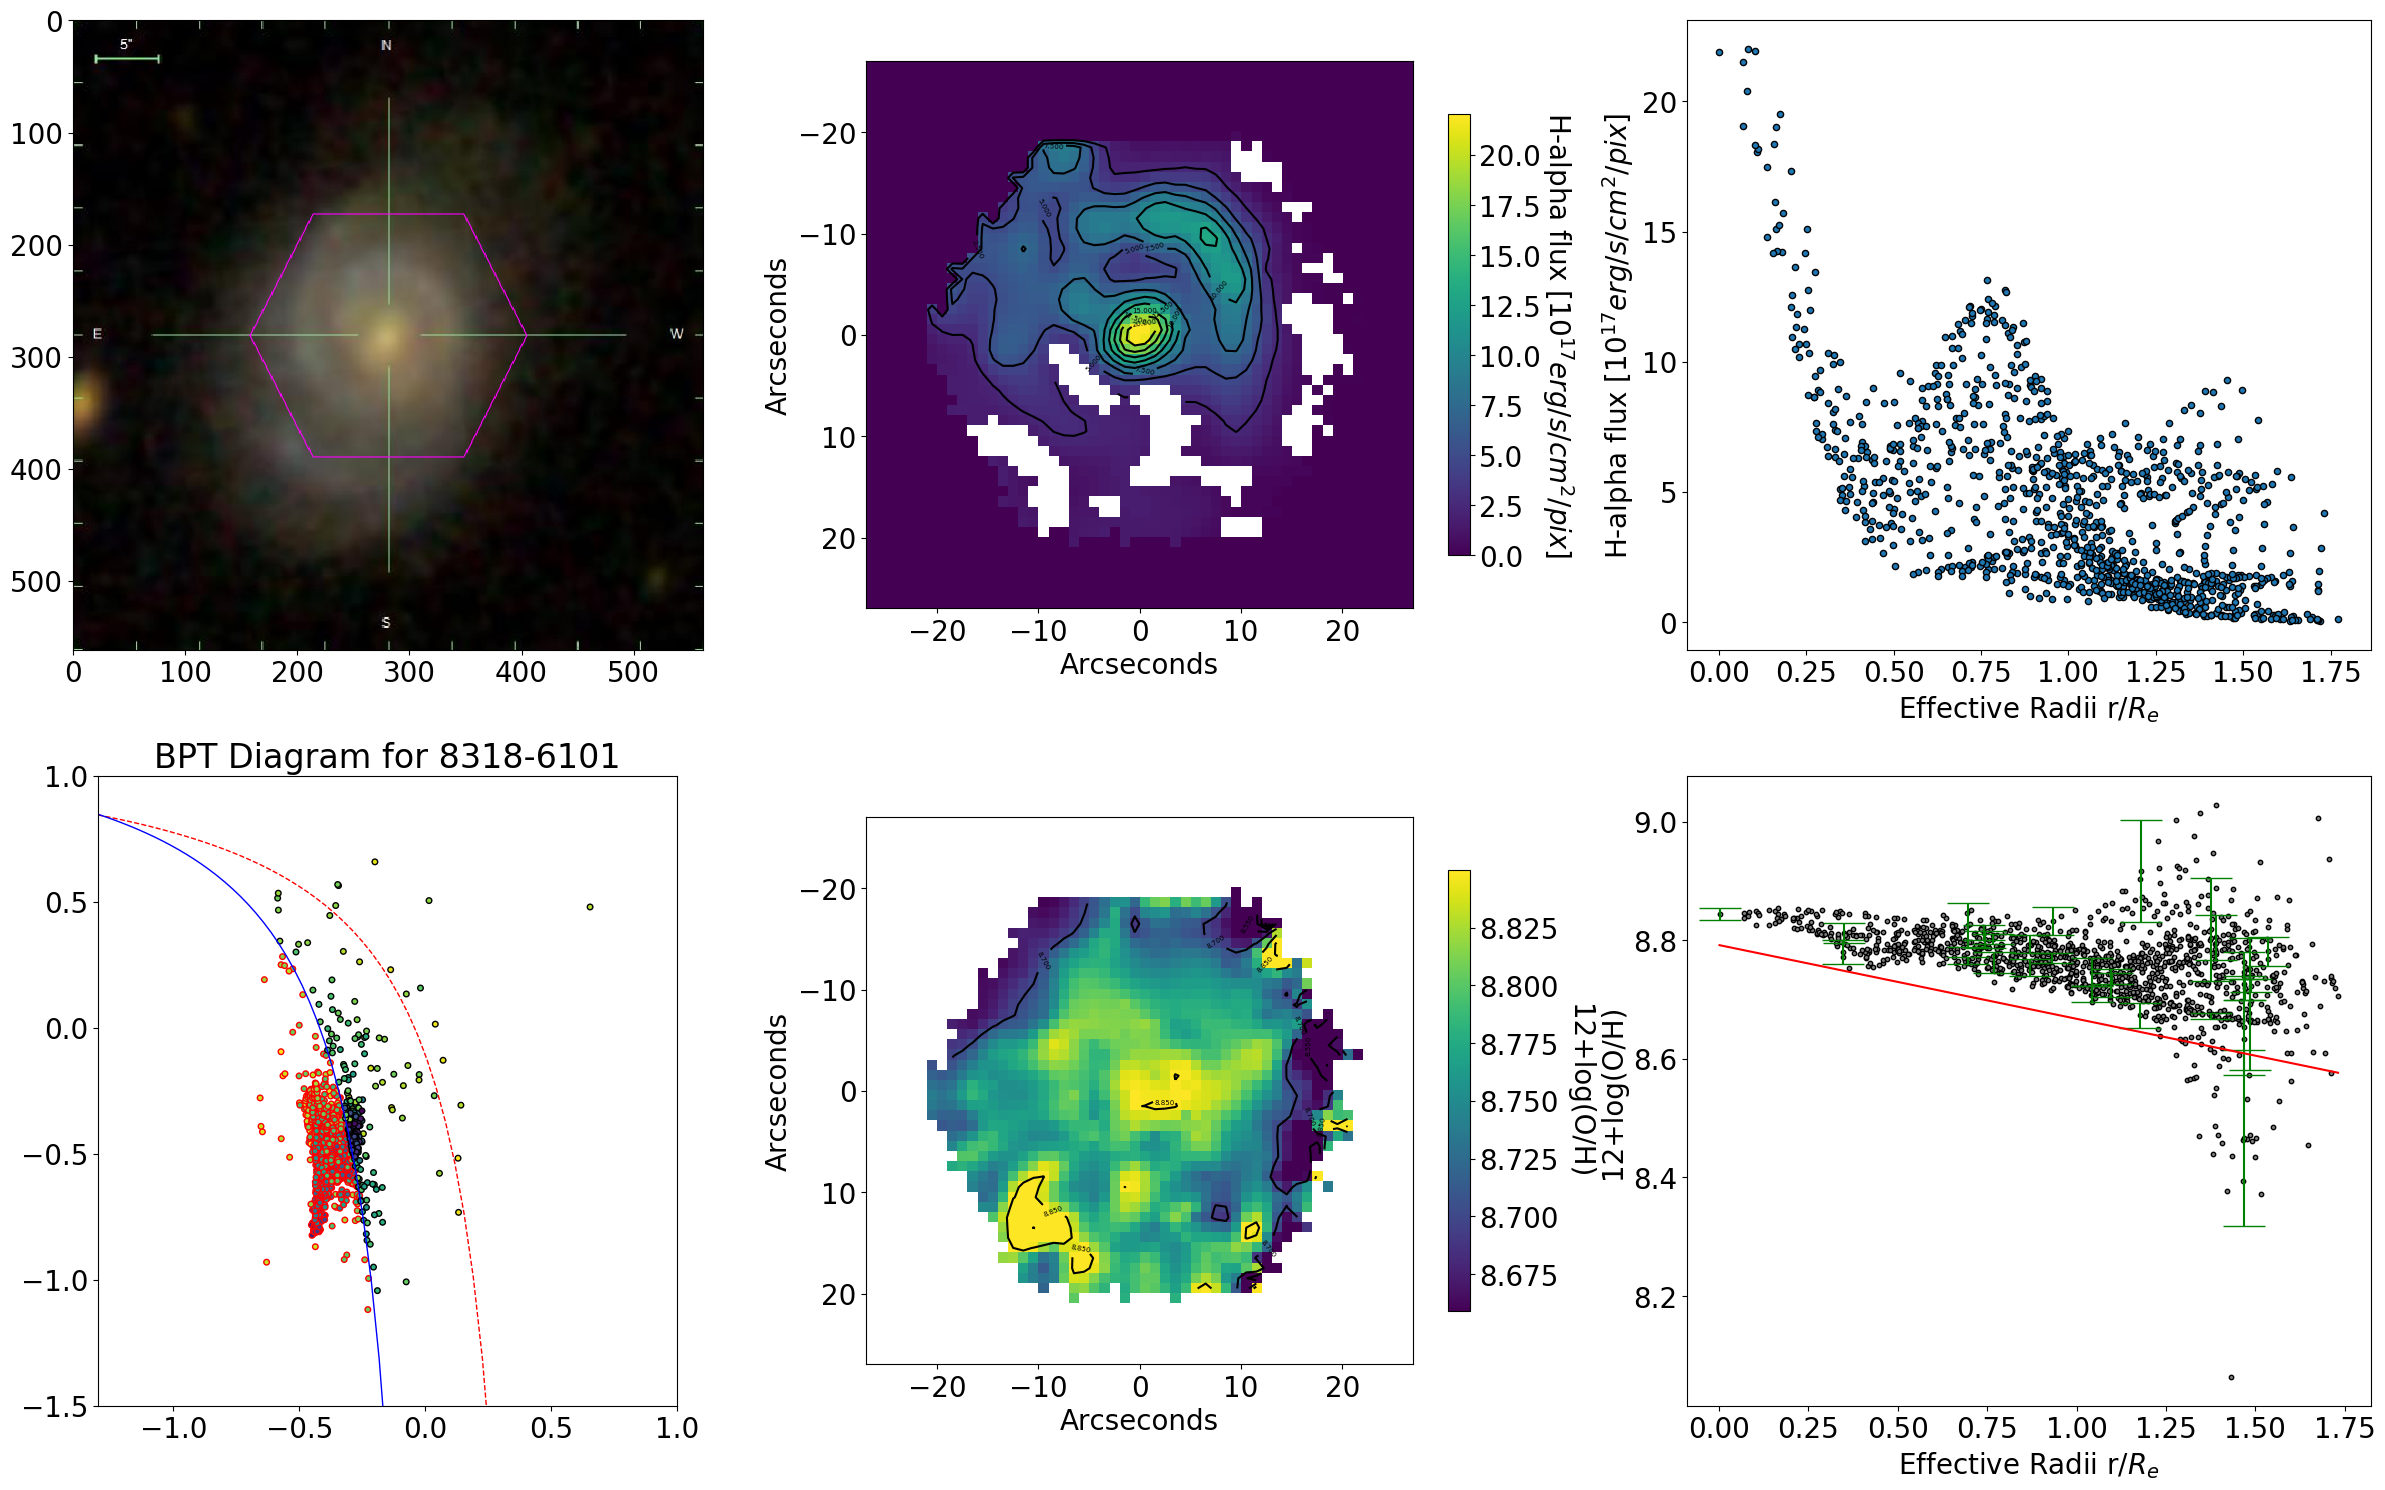 0
100
200
300
400
500
0 100 200 300 400 500
5"
N
E
W
S
−20
−10
0
10
20
−20 −10 0 10 20
Arcseconds
Arcseconds
20.0
17.5
15.0
12.5
10.0
7.5
5.0
2.5
0.0
H-alpha flux [10^17 erg/s/cm^2/pix]
H-alpha flux [10^17 erg/s/cm^2/pix]
20
15
10
5
0
0.00 0.25 0.50 0.75 1.00 1.25 1.50 1.75
Effective Radii r/R_e
BPT Diagram for 8318-6101
1.0
0.5
0.0
−0.5
−1.0
−1.5
−1.0 −0.5 0.0 0.5 1.0
−20
−10
0
10
20
−20 −10 0 10 20
Arcseconds
Arcseconds
8.825
8.800
8.775
8.750
8.725
8.700
8.675
12+log(O/H)
12+log(O/H)
9.0
8.8
8.6
8.4
8.2
0.00 0.25 0.50 0.75 1.00 1.25 1.50 1.75
Effective Radii r/R_e